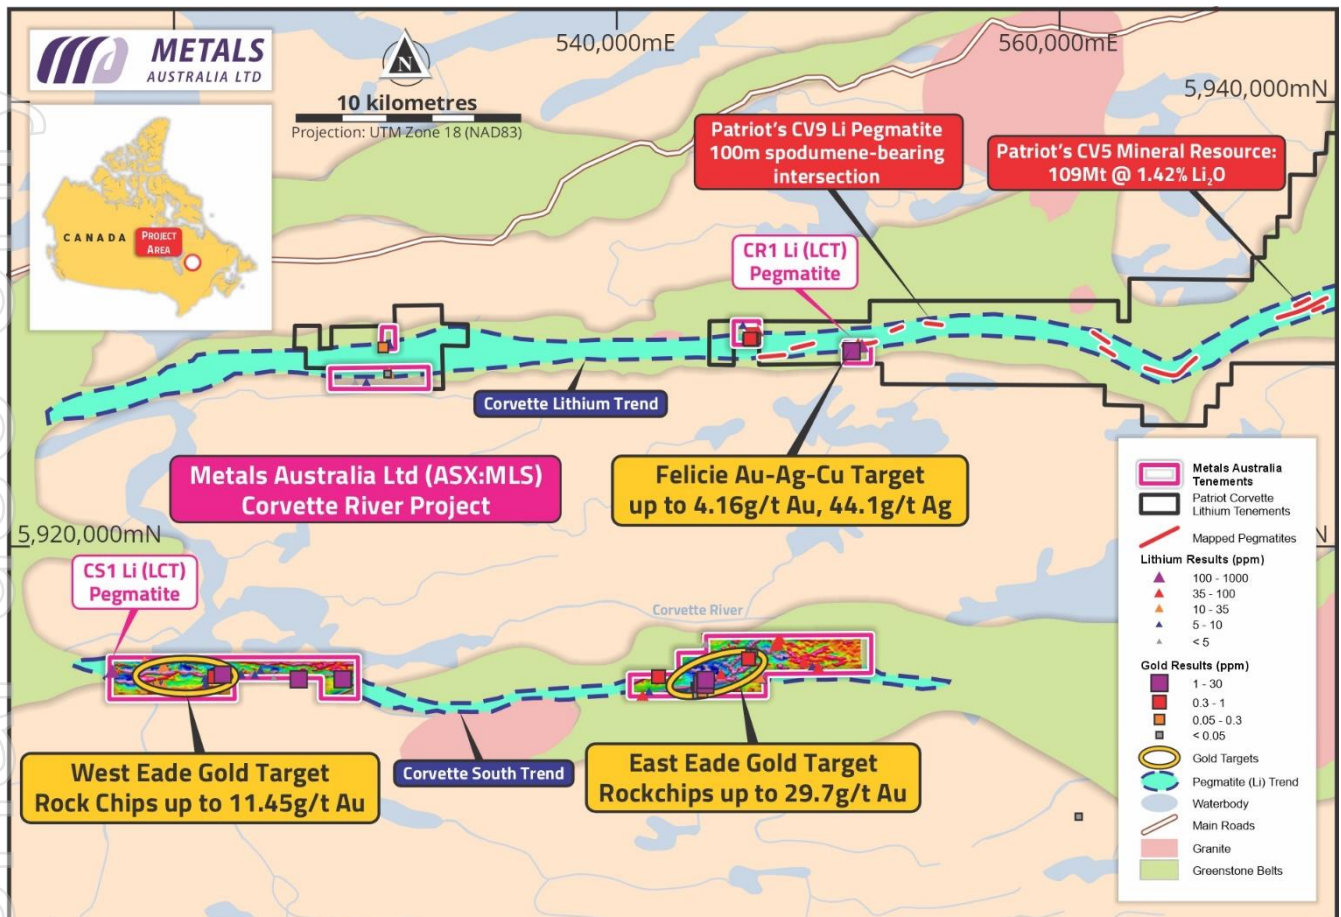 METALS
AUSTRALIA LTD
N
10 kilometres
Projection: UTM Zone 18 (NAD83)
540,000mE
560,000mE
5,940,000mN
CANADA
PROJECT
AREA
Patriot's CV9 Li Pegmatite
100m spodumene-bearing
intersection
Patriot's CV5 Mineral Resource:
109Mt @ 1.42% Li₂O
CR1 Li (LCT)
Pegmatite
Corvette Lithium Trend
Metals Australia Ltd (ASX:MLS)
Corvette River Project
Felicie Au-Ag-Cu Target
up to 4.16g/t Au, 44.1g/t Ag
5,920,000mN
N
CS1 Li (LCT)
Pegmatite
Corvette River
West Eade Gold Target
Rock Chips up to 11.45g/t Au
Corvette South Trend
East Eade Gold Target
Rockchips up to 29.7g/t Au
Metals Australia
Tenements
Patriot Corvette
Lithium Tenements
Mapped Pegmatites
Lithium Results (ppm)
100 - 1000
35 - 100
10 - 35
5 - 10
< 5
Gold Results (ppm)
1 - 30
0.3 - 1
0.05 - 0.3
< 0.05
Gold Targets
Pegmatite (Li) Trend
Waterbody
Main Roads
Granite
Greenstone Belts